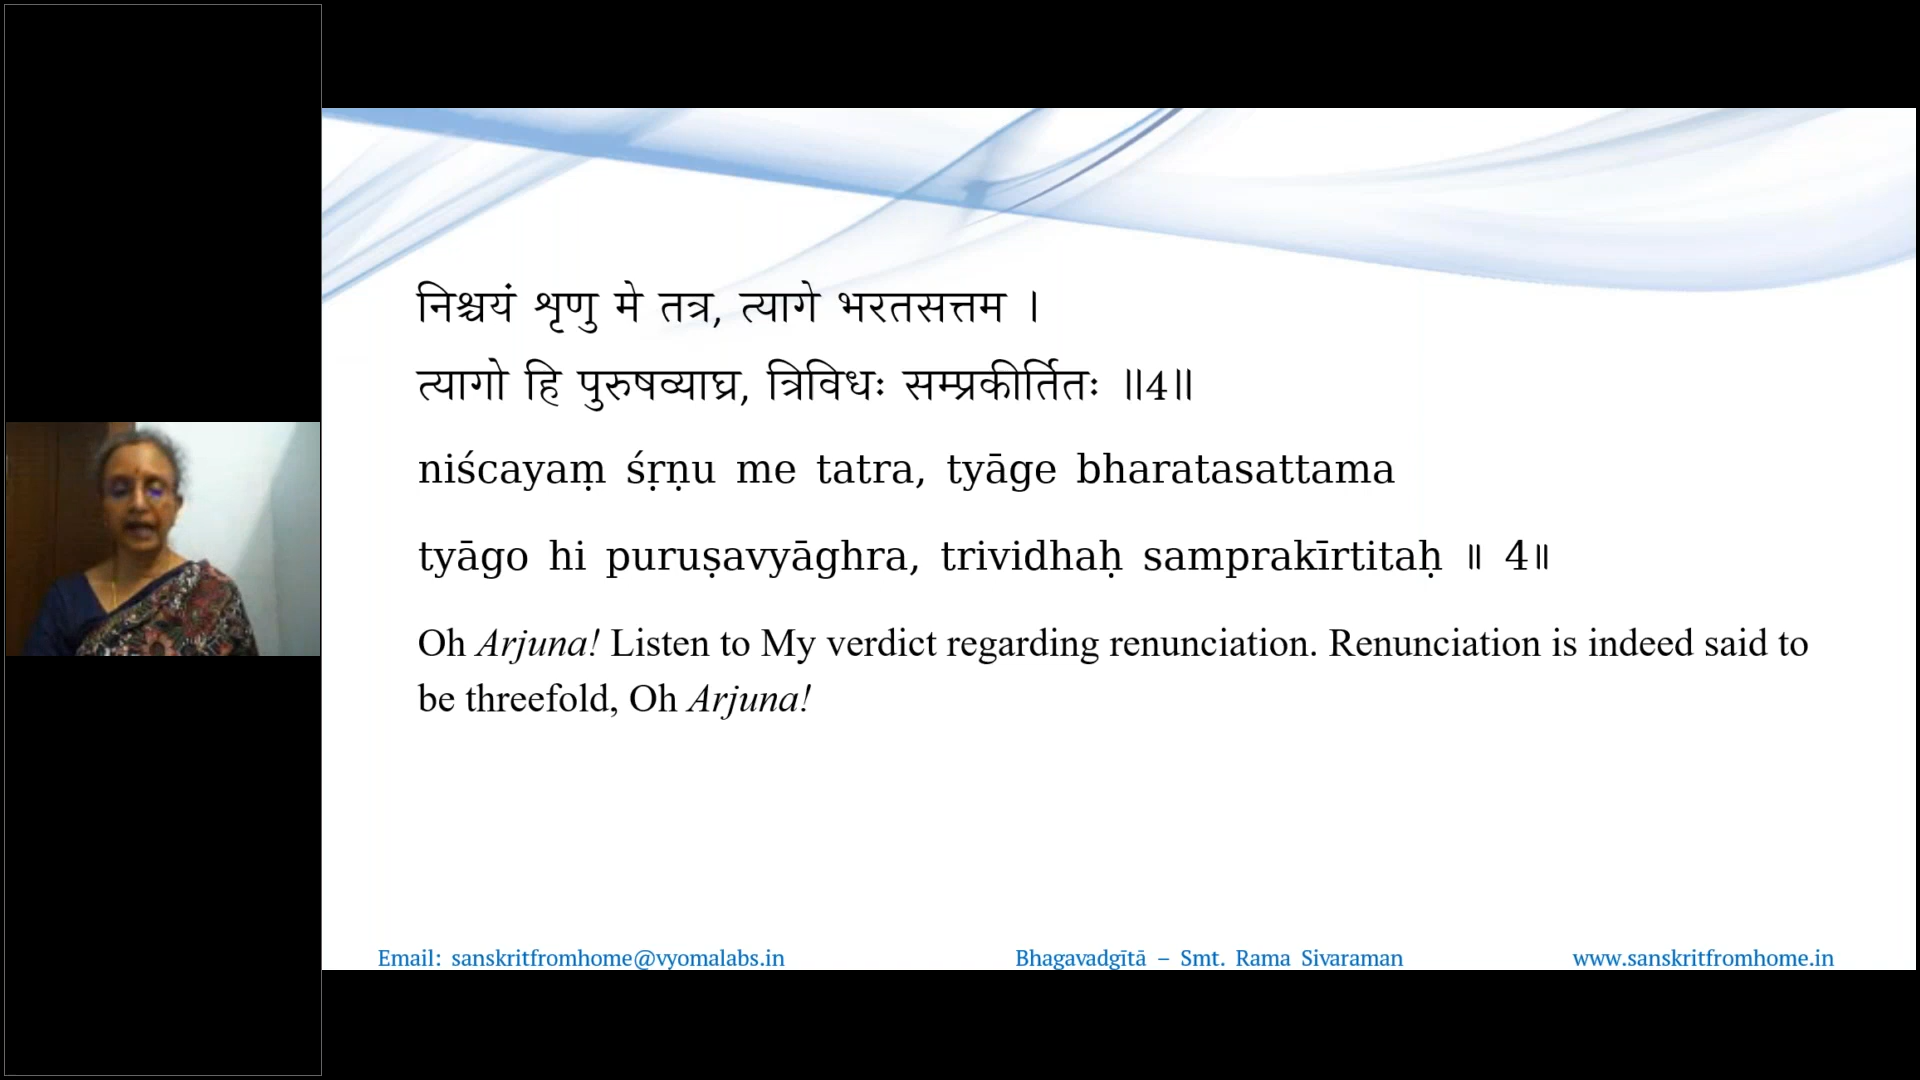 निश्चयं शृणु मे तत्र, त्यागे भरतसत्तम ।
त्यागो हि पुरुषव्याघ्र, त्रिविधः सम्प्रकीर्तितः ॥4॥
niścayaṃ śṛṇu me tatra, tyāge bharatasattama
tyāgo hi puruṣavyāghra, trividhaḥ samprakīrtitaḥ ॥ 4॥
Oh Arjuna! Listen to My verdict regarding renunciation. Renunciation is indeed said to
be threefold, Oh Arjuna!
Email: sanskritfromhome@vyomalabs.in Bhagavadgītā – Smt. Rama Sivaraman www.sanskritfromhome.in